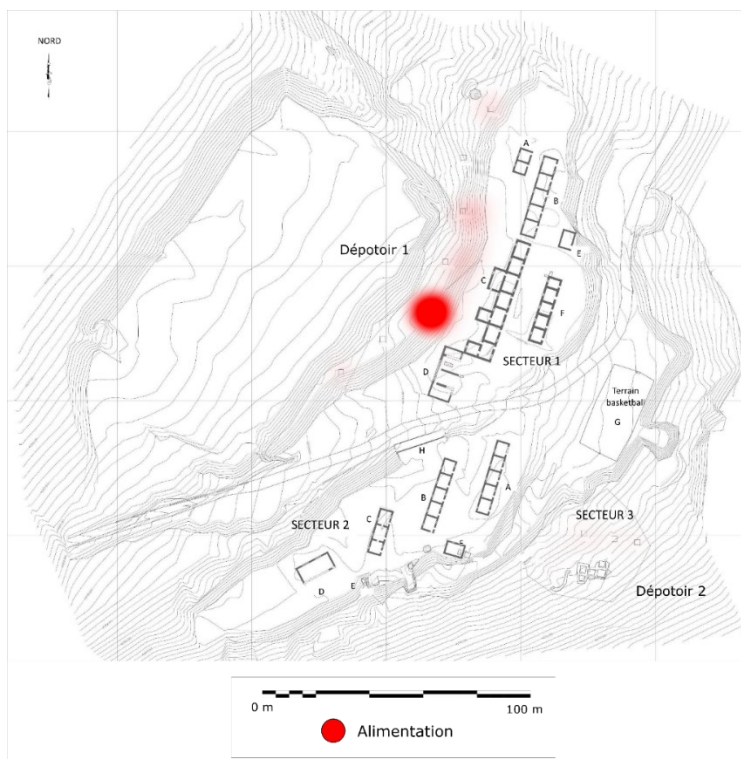 NORD
A
B
Dépotoir 1
E
C
F
SECTEUR 1
D
Terrain
basketball
G
H
A
B
C
SECTEUR 2
SECTEUR 3
E
D
Dépotoir 2
0 m
100 m
Alimentation